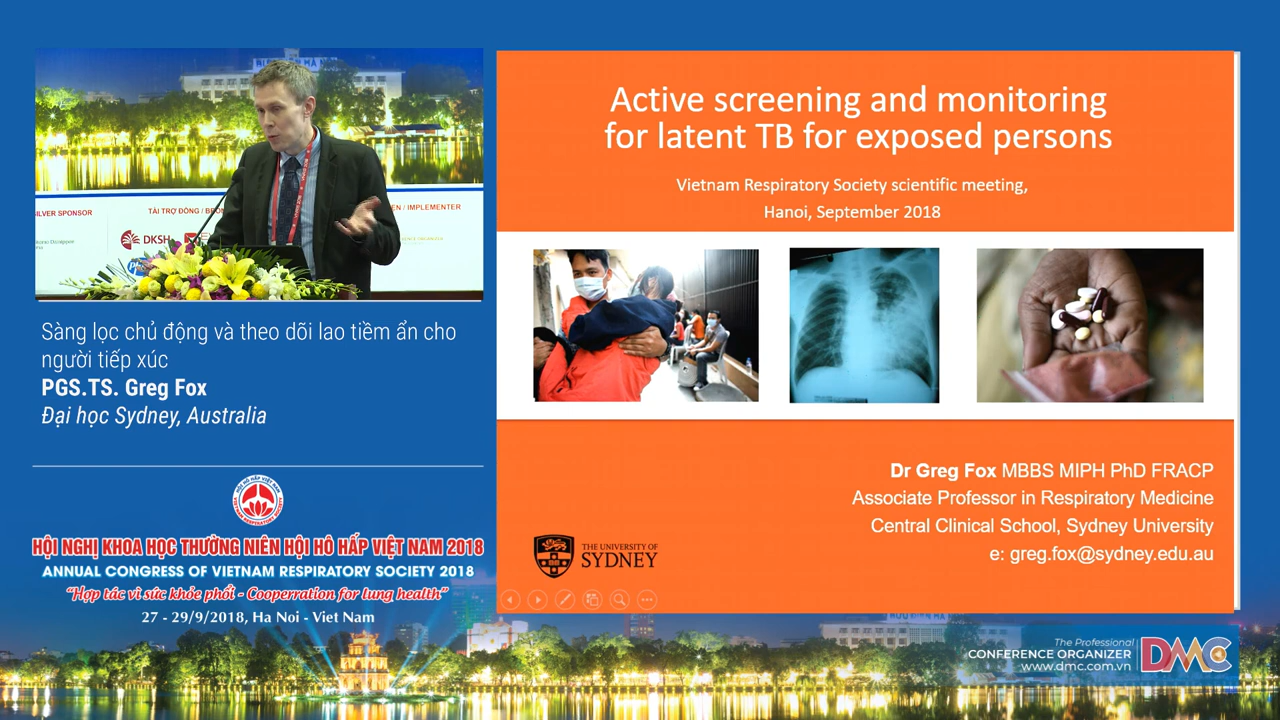 SILVER SPONSOR
DKSH
Sàng lọc chủ động và theo dõi lao tiềm ẩn cho
người tiếp xúc
PGS.TS. Greg Fox
Đại học Sydney, Australia
HỘI NGHỊ KHOA HỌC THƯỜNG NIÊN HỘI HÔ HẤP VIỆT NAM 2018
ANNUAL CONGRESS OF VIETNAM RESPIRATORY SOCIETY 2018
"Hợp tác vì sức khỏe phổi - Cooperration for lung health"
27 - 29/9/2018, Ha Noi - Viet Nam
Active screening and monitoring
for latent TB for exposed persons
Vietnam Respiratory Society scientific meeting,
Hanoi, September 2018
Dr Greg Fox MBBS MIPH PhD FRACP
Associate Professor in Respiratory Medicine
Central Clinical School, Sydney University
e: greg.fox@sydney.edu.au
THE UNIVERSITY OF
SYDNEY
The Professional
CONFERENCE ORGANIZER
www.dmc.com.vn
DMC